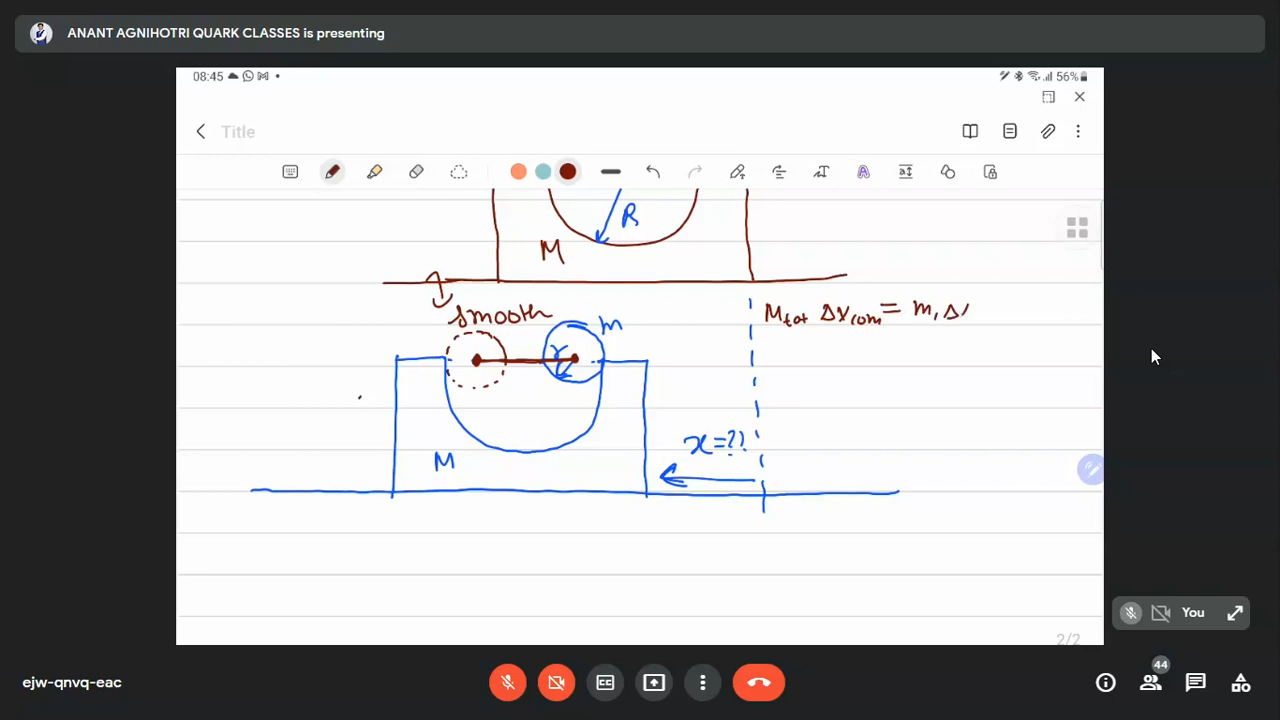 ANANT AGNIHOTRI QUARK CLASSES is presenting
08:45
56%
Title
R
M
smooth
Mtot Δxcom = m, Δ
m
r
M
x=??
2/2
You
ejw-qnvq-eac
44